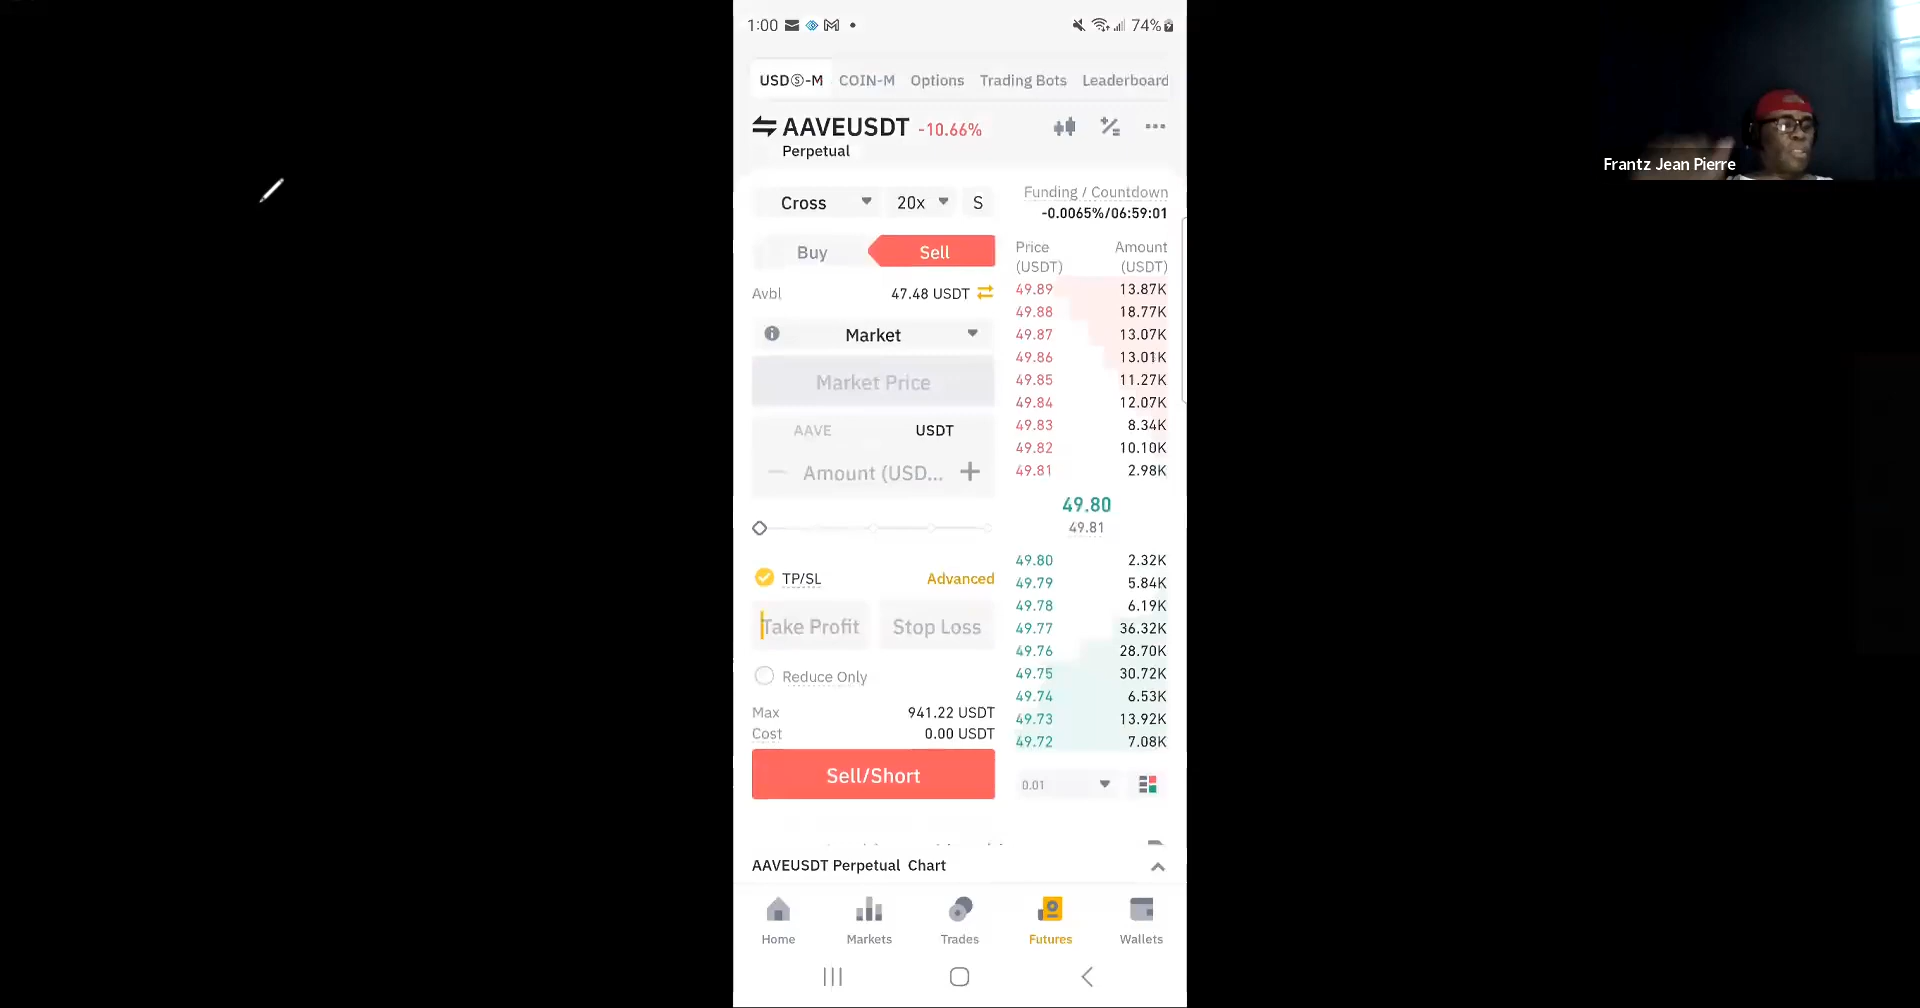 1:00
74%
USDⓈ-M COIN-M Options Trading Bots Leaderboard
AAVEUSDT -10.66%
Perpetual
Frantz Jean Pierre
Cross 20x S
Buy Sell
Avbl 47.48 USDT
Market
Market Price
AAVE USDT
Amount (USD...
TP/SL Advanced
Take Profit Stop Loss
Reduce Only
Max 941.22 USDT
Cost 0.00 USDT
Sell/Short
Funding / Countdown
-0.0065%/06:59:01
Price Amount
(USDT) (USDT)
49.89 13.87K
49.88 18.77K
49.87 13.07K
49.86 13.01K
49.85 11.27K
49.84 12.07K
49.83 8.34K
49.82 10.10K
49.81 2.98K
49.80
49.81
49.80 2.32K
49.79 5.84K
49.78 6.19K
49.77 36.32K
49.76 28.70K
49.75 30.72K
49.74 6.53K
49.73 13.92K
49.72 7.08K
0.01
AAVEUSDT Perpetual Chart
Home Markets Trades Futures Wallets